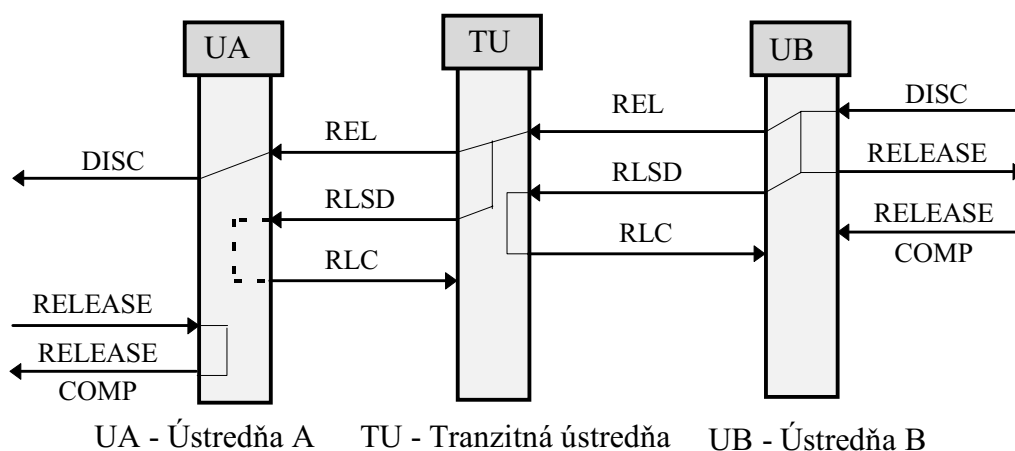 UA
TU
UB
DISC
REL
REL
DISC
RELEASE
RLSD
RLSD
RELEASE
COMP
RLC
RLC
RELEASE
RELEASE
COMP
UA - Ústredňa A TU - Tranzitná ústredňa UB - Ústredňa B